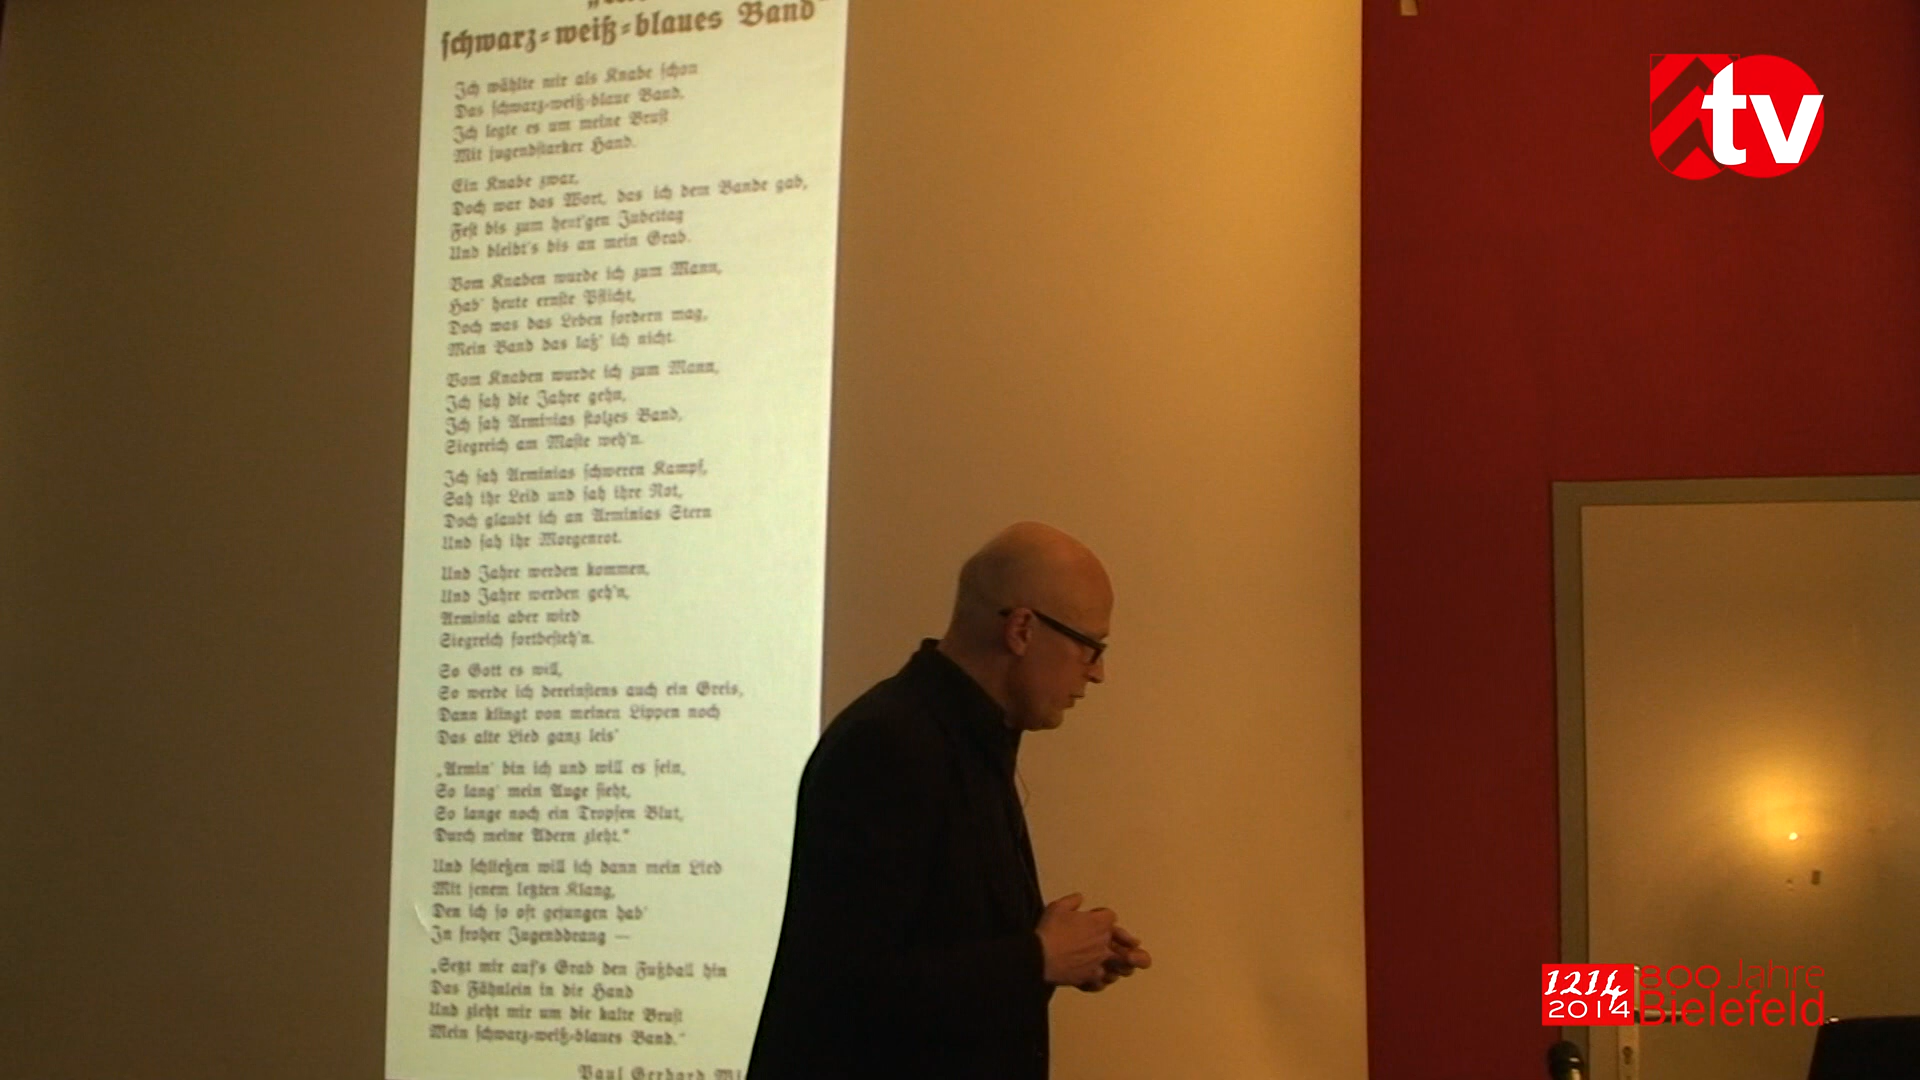 schwarz=weiß=blaues Band"
Ich wählte mir als Knabe schon
Das schwarz=weiß=blaue Band,
Ich legte es um meine Brust
Mit jugendstarker Hand.
Ein Knabe zwar,
Doch war das Wort, das ich dem Bande gab,
Fest bis zum heut'gen Jubeltag
Und bleibt's bis an mein Grab.
Vom Knaben wurde ich zum Mann,
Hab' heute ernste Pflicht,
Doch was das Leben fordern mag,
Mein Band das laß' ich nicht.
Vom Knaben wurde ich zum Mann,
Ich sah die Jahre gehn,
Ich sah Arminias stolzes Band,
Siegreich am Maste weh'n.
Ich sah Arminias schweren Kampf,
Sah ihr Leid und sah ihre Not,
Doch glaubt ich an Arminias Stern
Und sah ihr Morgenrot.
Und Jahre werden kommen,
Und Jahre werden geh'n,
Arminia aber wird
Siegreich fortbesteh'n.
So Gott es will,
So werde ich dereinstens auch ein Greis,
Dann klingt von meinen Lippen noch
Das alte Lied ganz leis'
„Armin' bin ich und will es sein,
So lang' mein Auge sieht,
So lange noch ein Tropfen Blut,
Durch meine Adern zieht."
Und schließen will ich dann mein Lied
Mit jenem letzten Klang,
Den ich so oft gesungen hab'
In froher Jugenddrang —
„Setzt mir auf's Grab den Fußball hin
Das Fähnlein in die Hand
Und zieht mir um die kalte Brust
Mein schwarz=weiß=blaues Band."
Paul Gerhard
tv
1214
2014
800 Jahre
Bielefeld